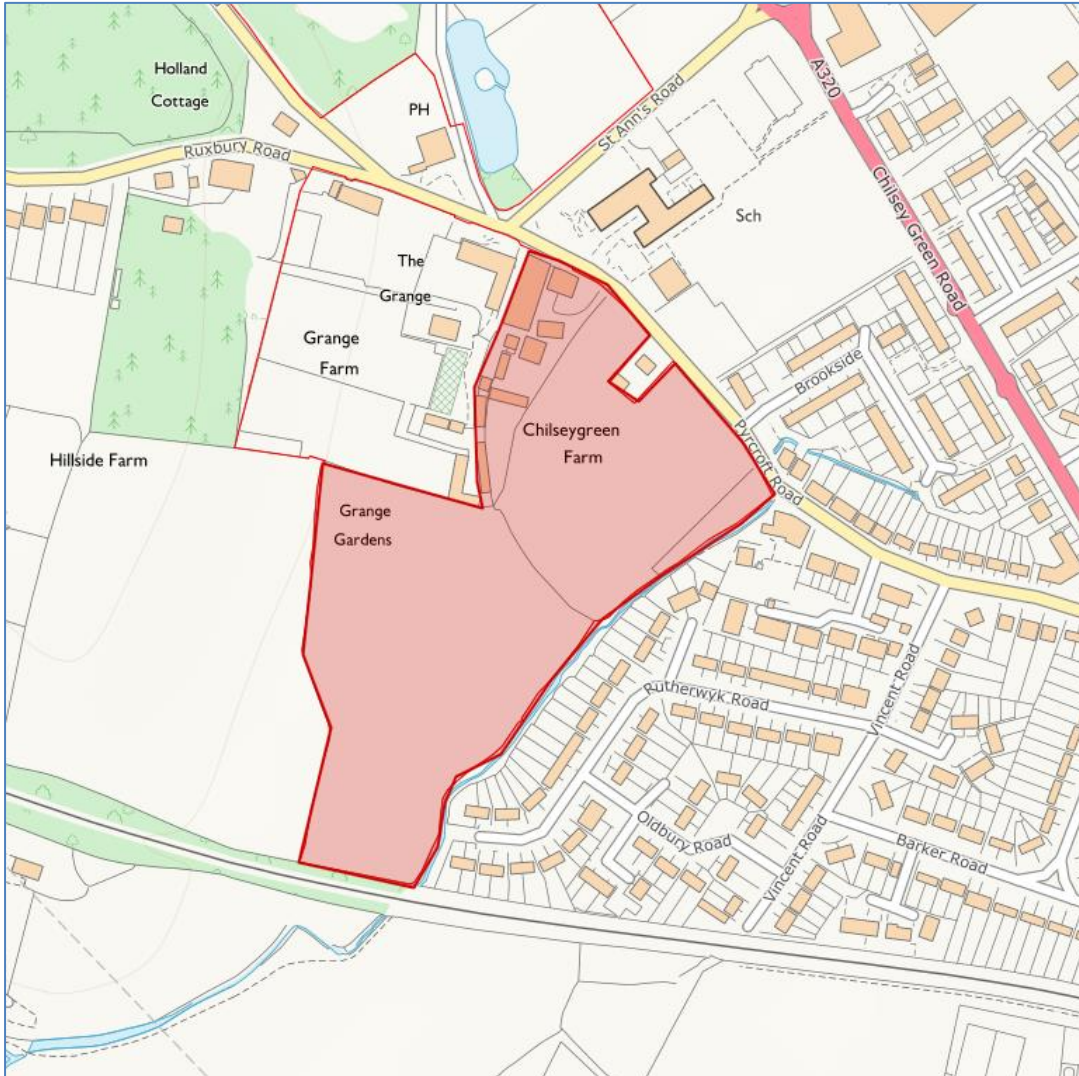 Holland
Cottage
PH
A320
St Ann's Road
Ruxbury Road
Chilsey Green Road
Sch
The
Grange
Grange
Farm
Brookside
Chilseygreen
Farm
Pyrcroft Road
Hillside Farm
Grange
Gardens
Rutherwyk Road
Vincent Road
Oldbury Road
Vincent Road
Barker Road